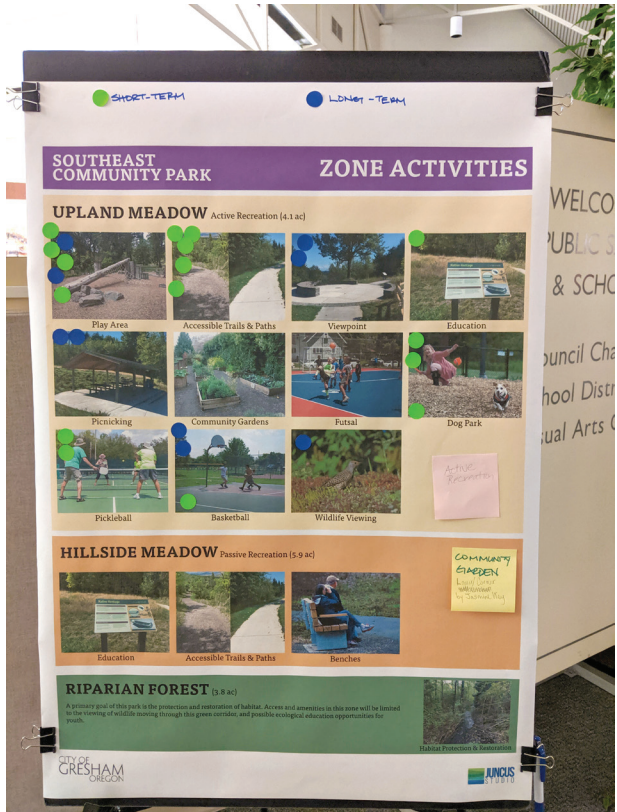 SHORT-TERM
LONG-TERM
SOUTHEAST
COMMUNITY PARK
ZONE ACTIVITIES
UPLAND MEADOW Active Recreation (4.1 ac)
Play Area
Accessible Trails & Paths
Viewpoint
Education
Picnicking
Community Gardens
Futsal
Dog Park
Pickleball
Basketball
Wildlife Viewing
Active
Recreation
HILLSIDE MEADOW Passive Recreation (5.9 ac)
COMMUNITY
GARDEN
by
Education
Accessible Trails & Paths
Benches
RIPARIAN FOREST (3.8 ac)
A primary goal of this park is the protection and restoration of habitat. Access and amenities in this zone will be limited
to the viewing of wildlife moving through this green corridor, and possible ecological education opportunities for
youth.
Habitat Protection & Restoration
CITY OF
GRESHAM
OREGON
JUNCUS
STUDIO
WELCO
PUBLIC S
& SCHO
ouncil Cha
hool Distr
sual Arts